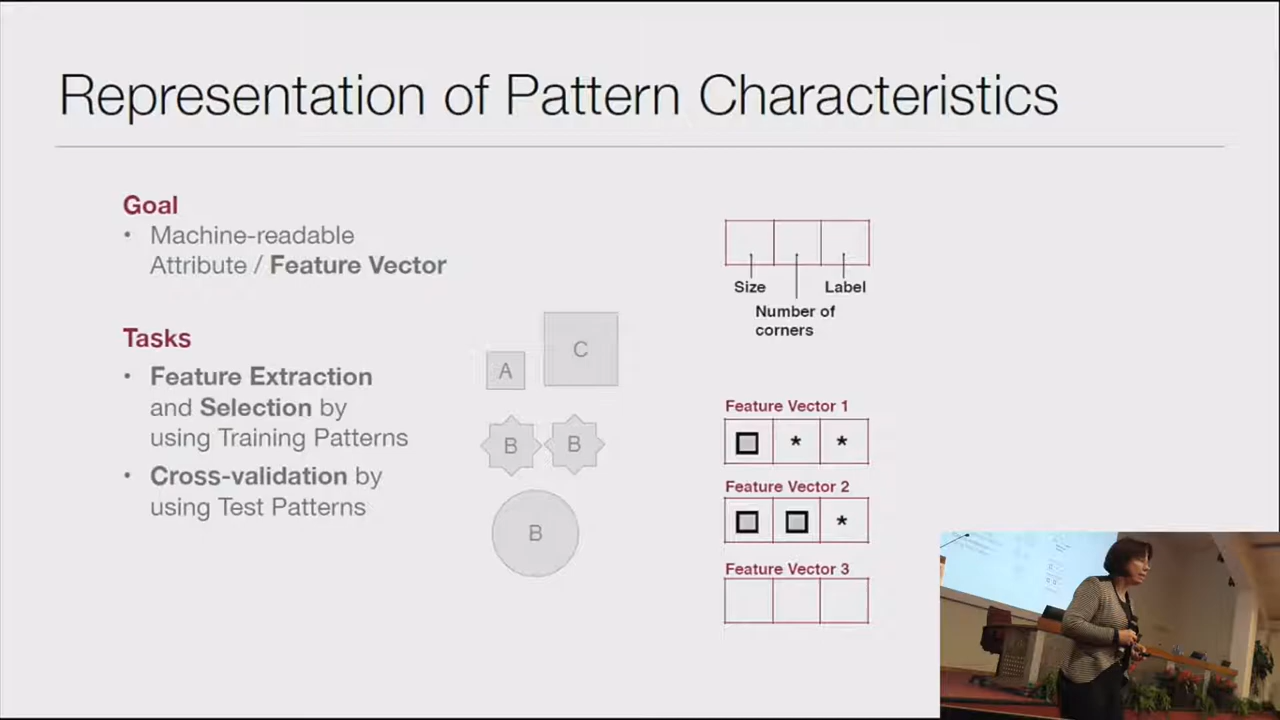 Representation of Pattern Characteristics
Goal
• Machine-readable
Attribute / Feature Vector
Tasks
• Feature Extraction
and Selection by
using Training Patterns
• Cross-validation by
using Test Patterns
A
C
B B
B
Size
Label
Number of
corners
Feature Vector 1
* *
Feature Vector 2
*
Feature Vector 3